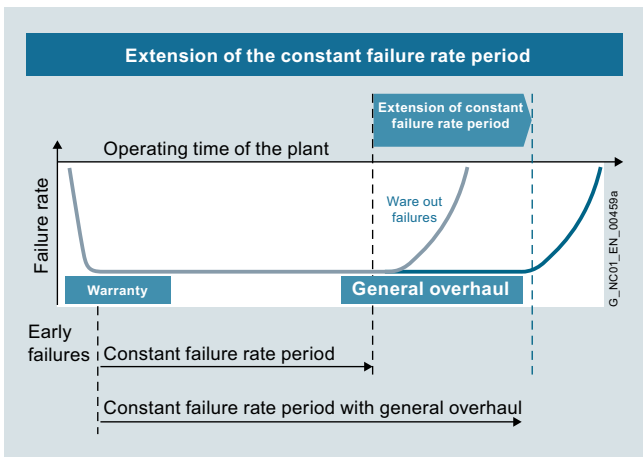 Extension of the constant failure rate period
Extension of constant
failure rate period
Operating time of the plant
Failure rate
Ware out
failures
G_NC01_EN_00459a
Warranty
General overhaul
Early
failures
Constant failure rate period
Constant failure rate period with general overhaul